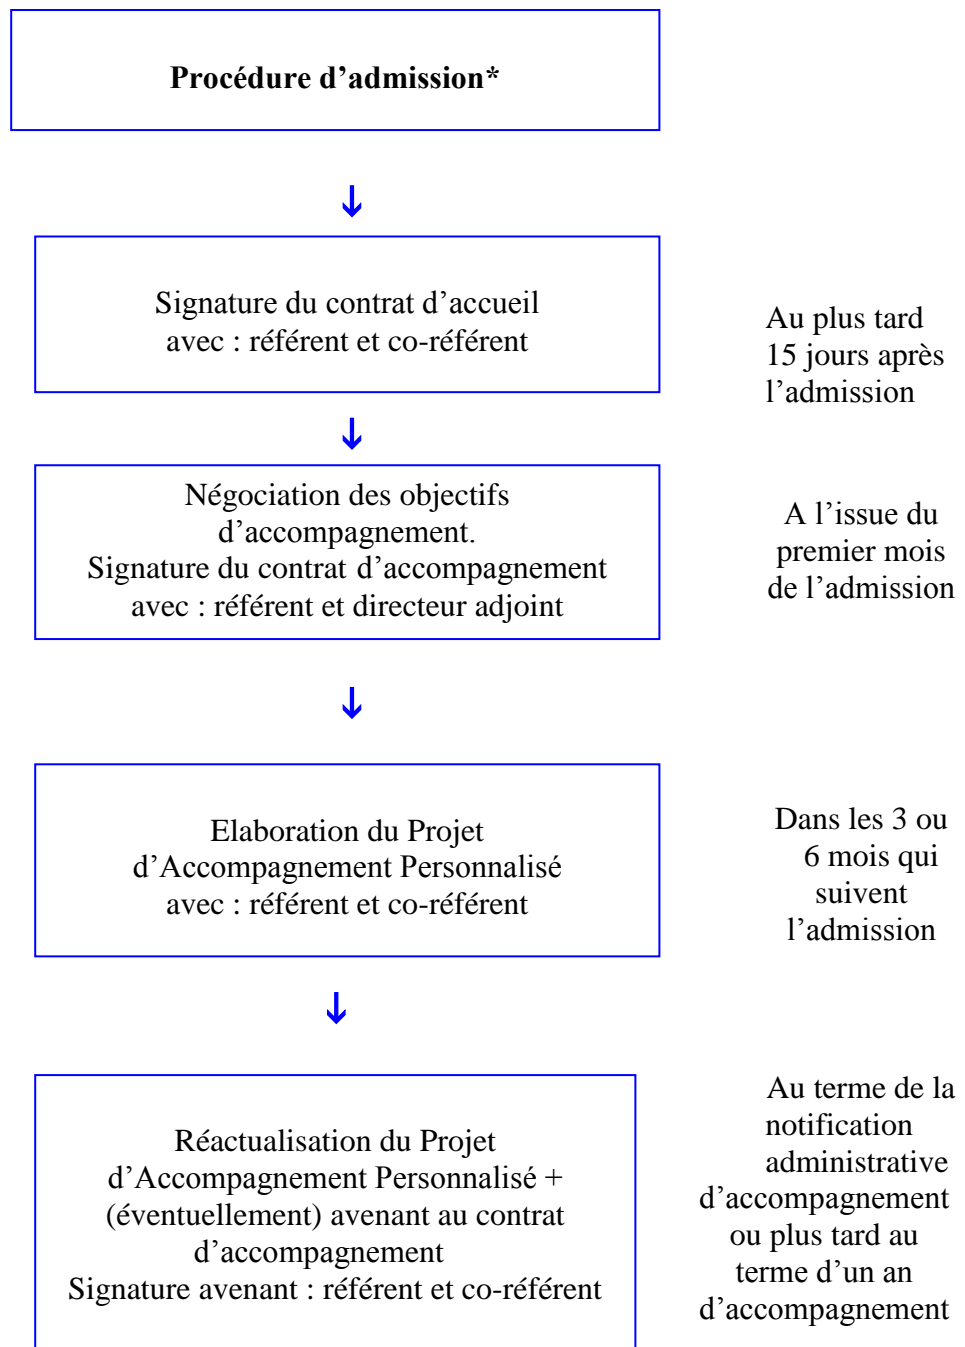 Procédure d’admission*
Signature du contrat d’accueil
avec : référent et co-référent
Au plus tard
15 jours après
l’admission
Négociation des objectifs
d’accompagnement.
Signature du contrat d’accompagnement
avec : référent et directeur adjoint
A l’issue du
premier mois
de l’admission
Elaboration du Projet
d’Accompagnement Personnalisé
avec : référent et co-référent
Dans les 3 ou
6 mois qui
suivent
l’admission
Réactualisation du Projet
d’Accompagnement Personnalisé +
(éventuellement) avenant au contrat
d’accompagnement
Signature avenant : référent et co-référent
Au terme de la
notification
administrative
d’accompagnement
ou plus tard au
terme d’un an
d’accompagnement